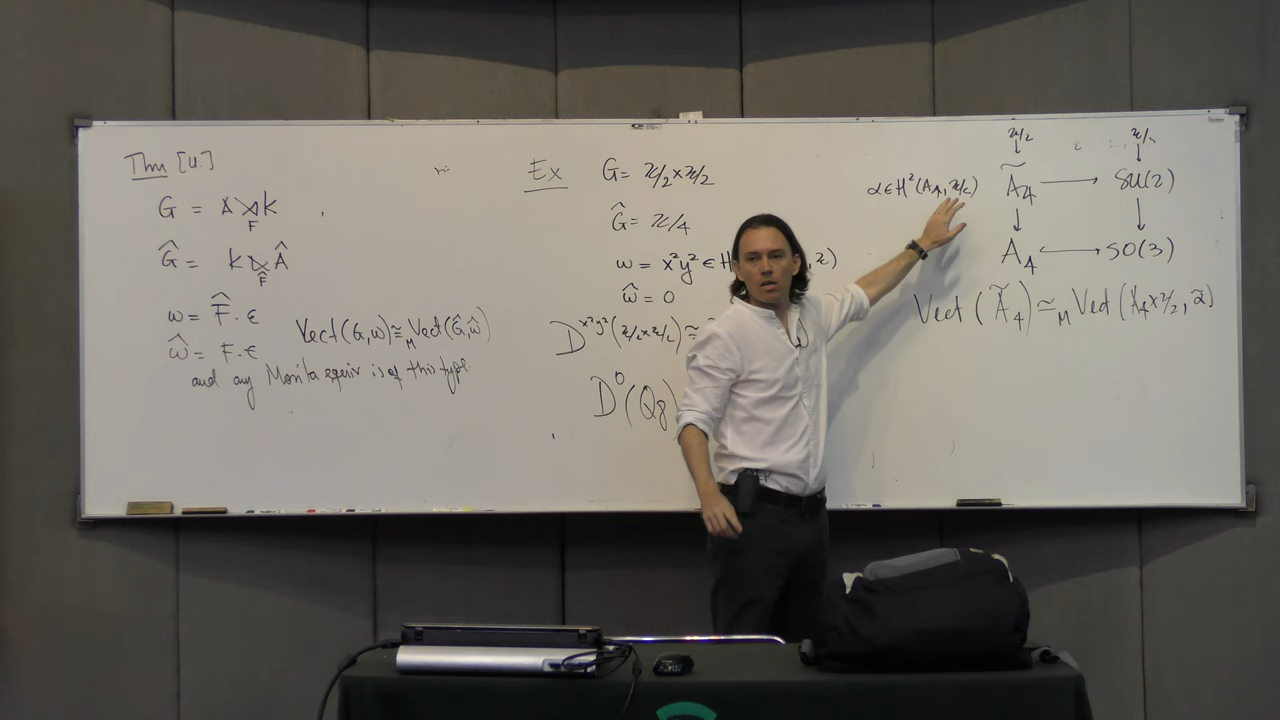 Thm [U.]
G = A ⋊_F K
Ĝ = K ⋉_F̂ Â
ω = F̂ · ε
ω̂ = F · ε
Vect(G, ω) ≃_M Vect(Ĝ, ω̂)
and any Morita equiv is of this type.
Ex
G = ℤ/2 × ℤ/2
Ĝ = ℤ/4
ω = x²y² ∈ H
, ℤ)
ω̂ = 0
D^{x²y²}(ℤ/2 × ℤ/2) ≃
D⁰(Q8)
ℤ/2
↓
α ∈ H²(A4, ℤ/2)
Ã4 → SU(2)
↓ ↓
A4 ↔ SO(3)
Vect(Ã4) ≃_M Vect(A4 × ℤ/2, α̃)